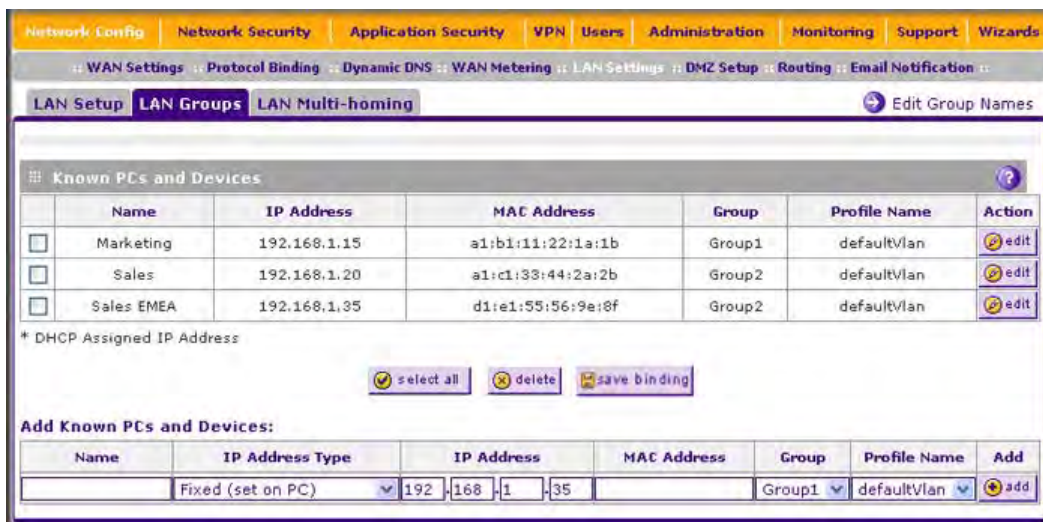 Network Config Network Security Application Security VPN Users Administration Monitoring Support Wizards
:: WAN Settings :: Protocol Binding :: Dynamic DNS :: WAN Metering :: LAN Settings :: DMZ Setup :: Routing :: Email Notification ::
LAN Setup LAN Groups LAN Multi-homing Edit Group Names
Known PCs and Devices ?
Name IP Address MAC Address Group Profile Name Action
Marketing 192.168.1.15 a1:b1:11:22:1a:1b Group1 defaultVlan edit
Sales 192.168.1.20 a1:c1:33:44:2a:2b Group2 defaultVlan edit
Sales EMEA 192.168.1.35 d1:e1:55:56:9e:8f Group2 defaultVlan edit
* DHCP Assigned IP Address
select all delete save binding
Add Known PCs and Devices:
Name IP Address Type IP Address MAC Address Group Profile Name Add
Fixed (set on PC) 192 .168 .1 .35 Group1 defaultVlan add